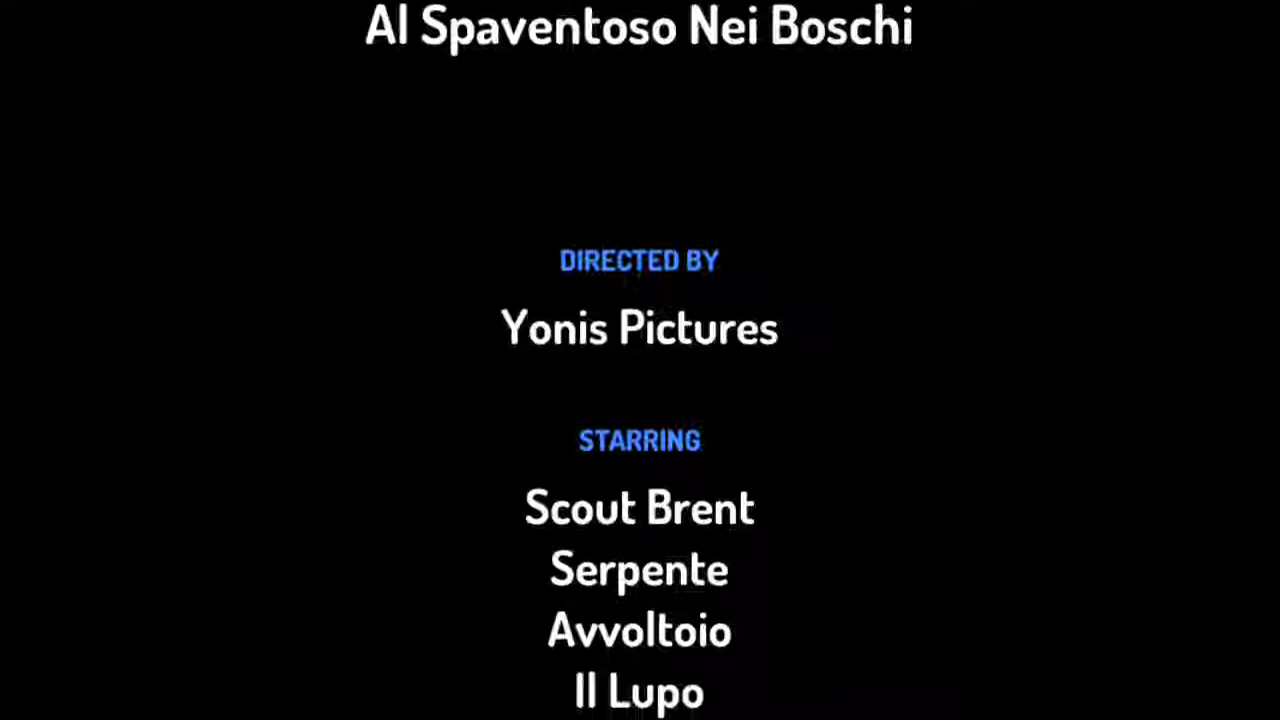 Al Spaventoso Nei Boschi
DIRECTED BY
Yonis Pictures
STARRING
Scout Brent
Serpente
Avvoltoio
Il Lupo